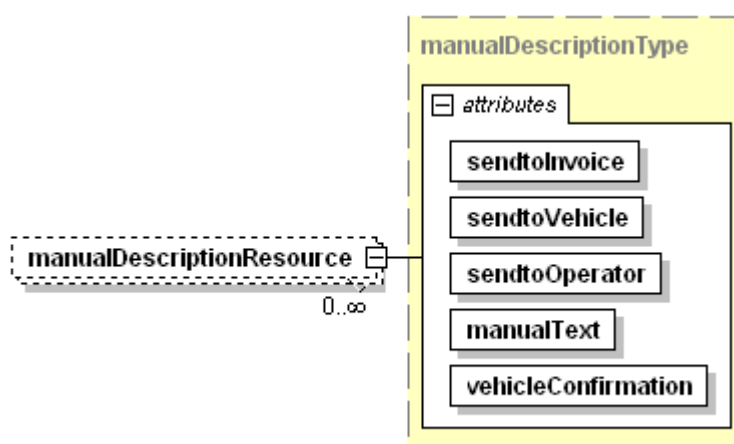 manualDescriptionType
attributes
sendtoInvoice
sendtoVehicle
sendtoOperator
manualText
vehicleConfirmation
manualDescriptionResource
0..∞